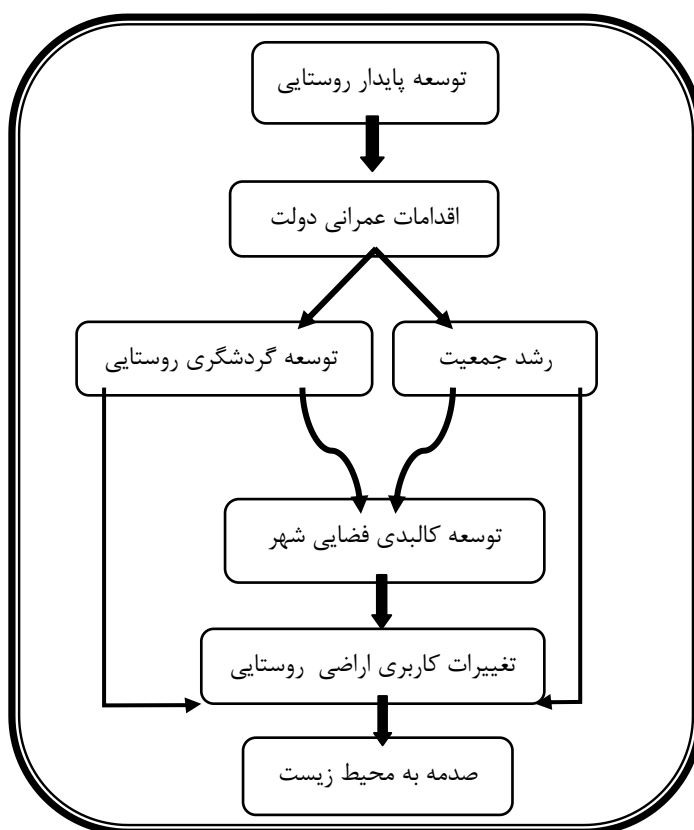 توسعه پایدار روستایی
اقدامات عمرانی دولت
رشد جمعیت
توسعه گردشگری روستایی
توسعه کالبدی فضایی شهر
تغییرات کاربری اراضی روستایی
صدمه به محیط زیست